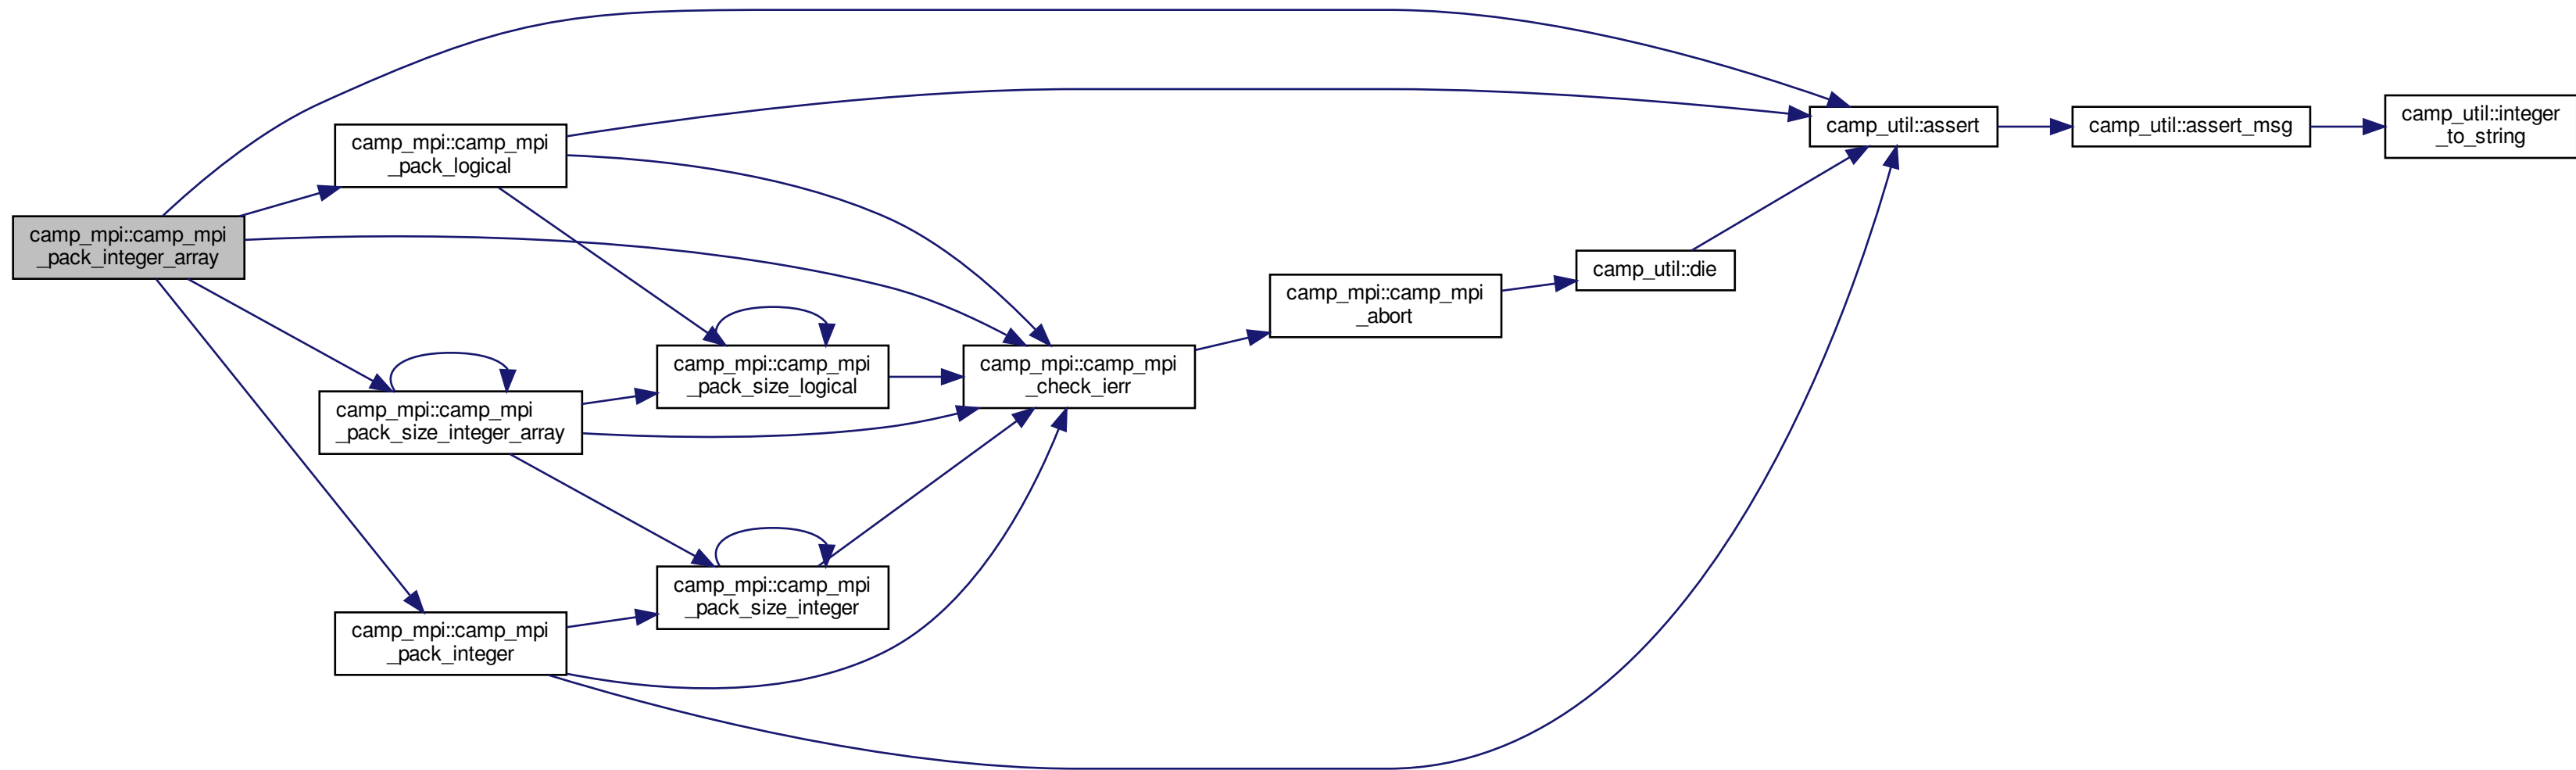 camp_mpi::camp_mpi
_pack_integer_array
camp_mpi::camp_mpi
_pack_logical
camp_mpi::camp_mpi
_pack_size_integer_array
camp_mpi::camp_mpi
_pack_integer
camp_mpi::camp_mpi
_pack_size_logical
camp_mpi::camp_mpi
_pack_size_integer
camp_mpi::camp_mpi
_check_ierr
camp_mpi::camp_mpi
_abort
camp_util::die
camp_util::assert
camp_util::assert_msg
camp_util::integer
_to_string